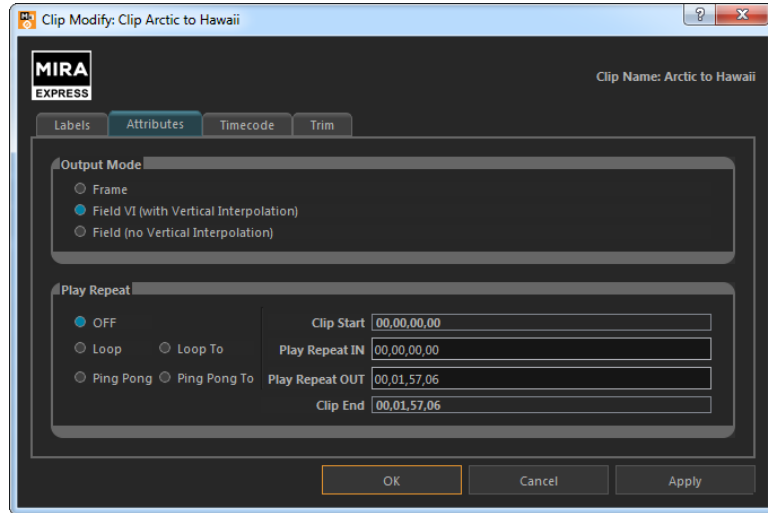 Clip Modify: Clip Arctic to Hawaii
MIRA
EXPRESS
Clip Name: Arctic to Hawaii
Labels Attributes Timecode Trim
Output Mode
Frame
Field VI (with Vertical Interpolation)
Field (no Vertical Interpolation)
Play Repeat
OFF Clip Start 00,00,00,00
Loop Loop To Play Repeat IN 00,00,00,00
Ping Pong Ping Pong To Play Repeat OUT 00,01,57,06
Clip End 00,01,57,06
OK Cancel Apply